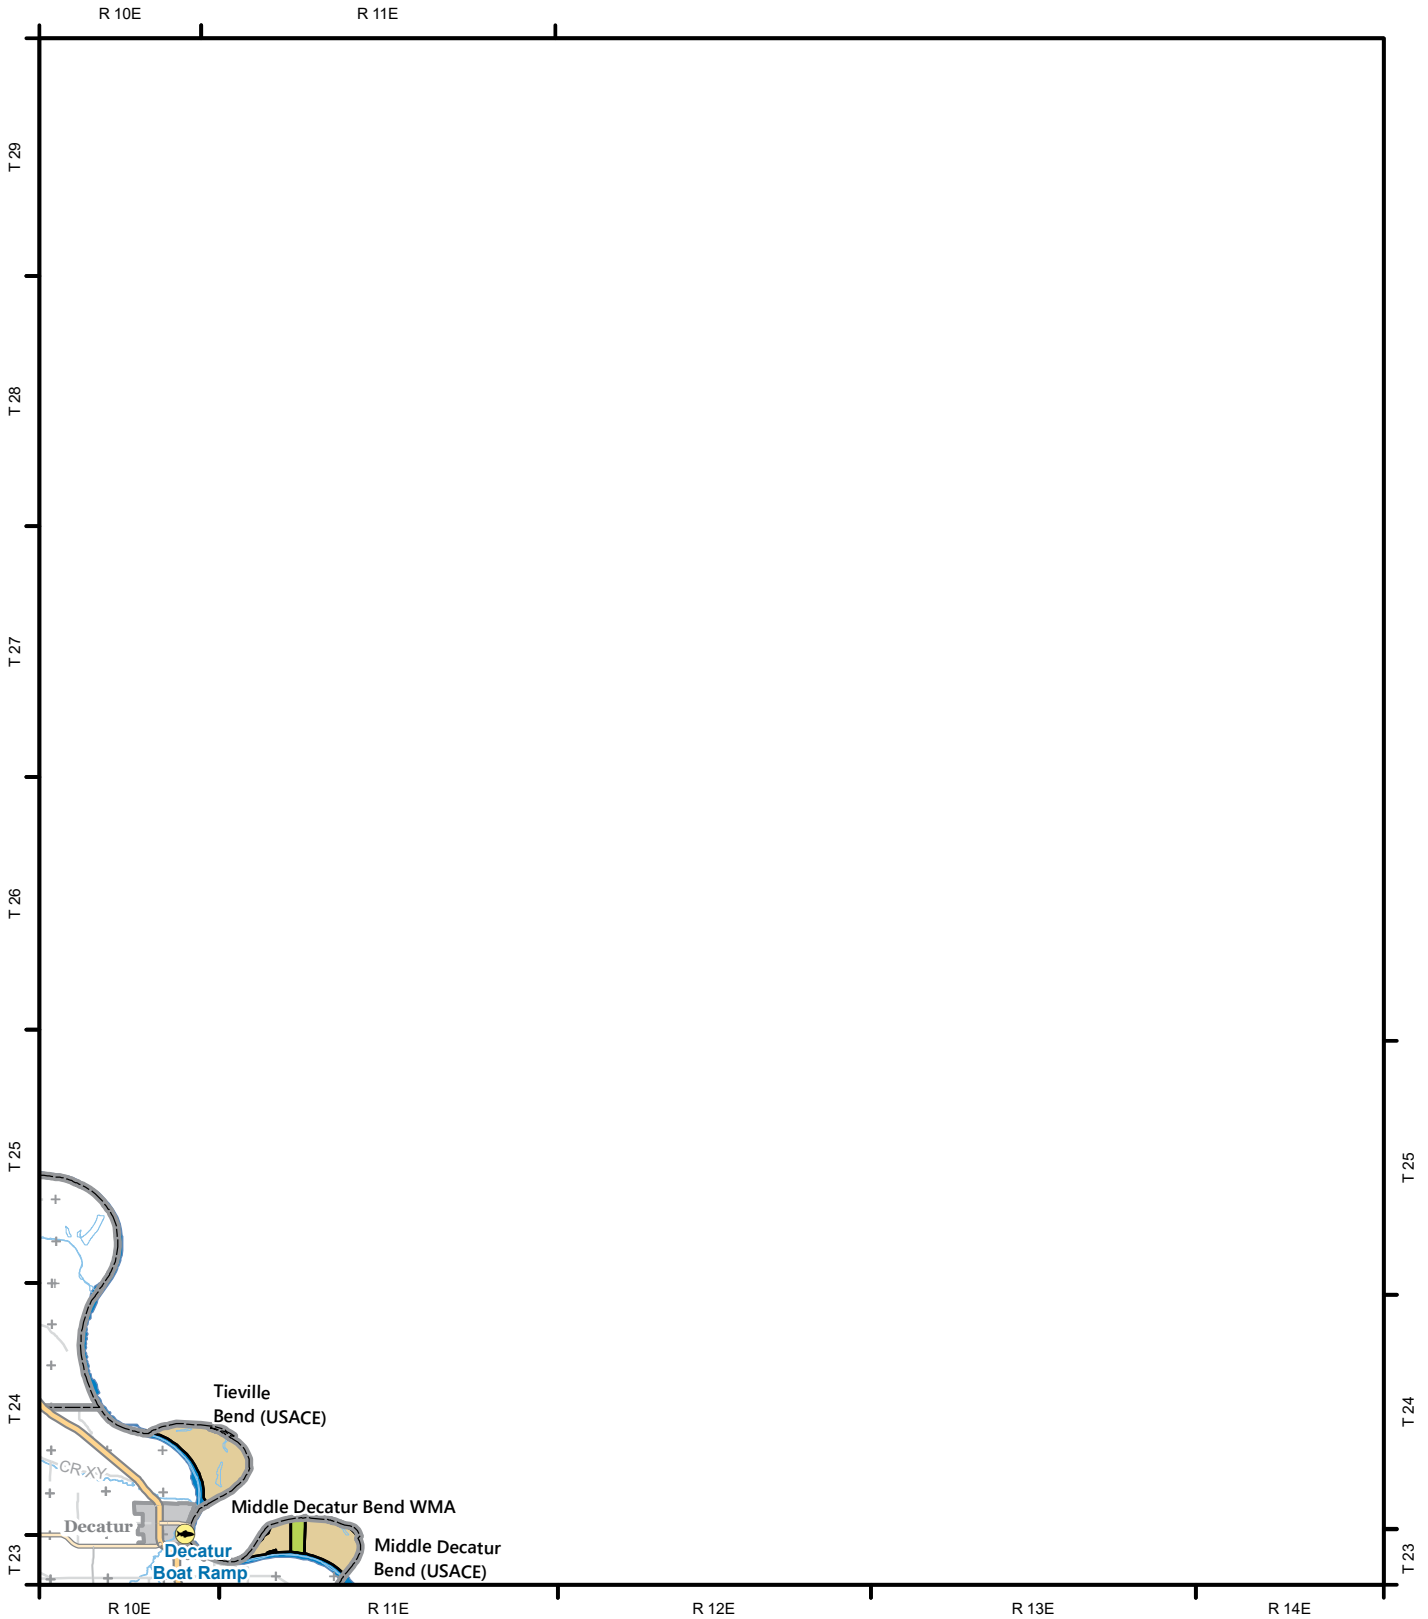 R 10E
R 11E
T 29
T 28
T 27
T 26
T 25
T 25
Tieville
Bend (USACE)
T 24
T 24
CR XY
Middle Decatur Bend WMA
Decatur
Middle Decatur
Bend (USACE)
Decatur
Boat Ramp
T 23
T 23
R 10E
R 11E
R 12E
R 13E
R 14E